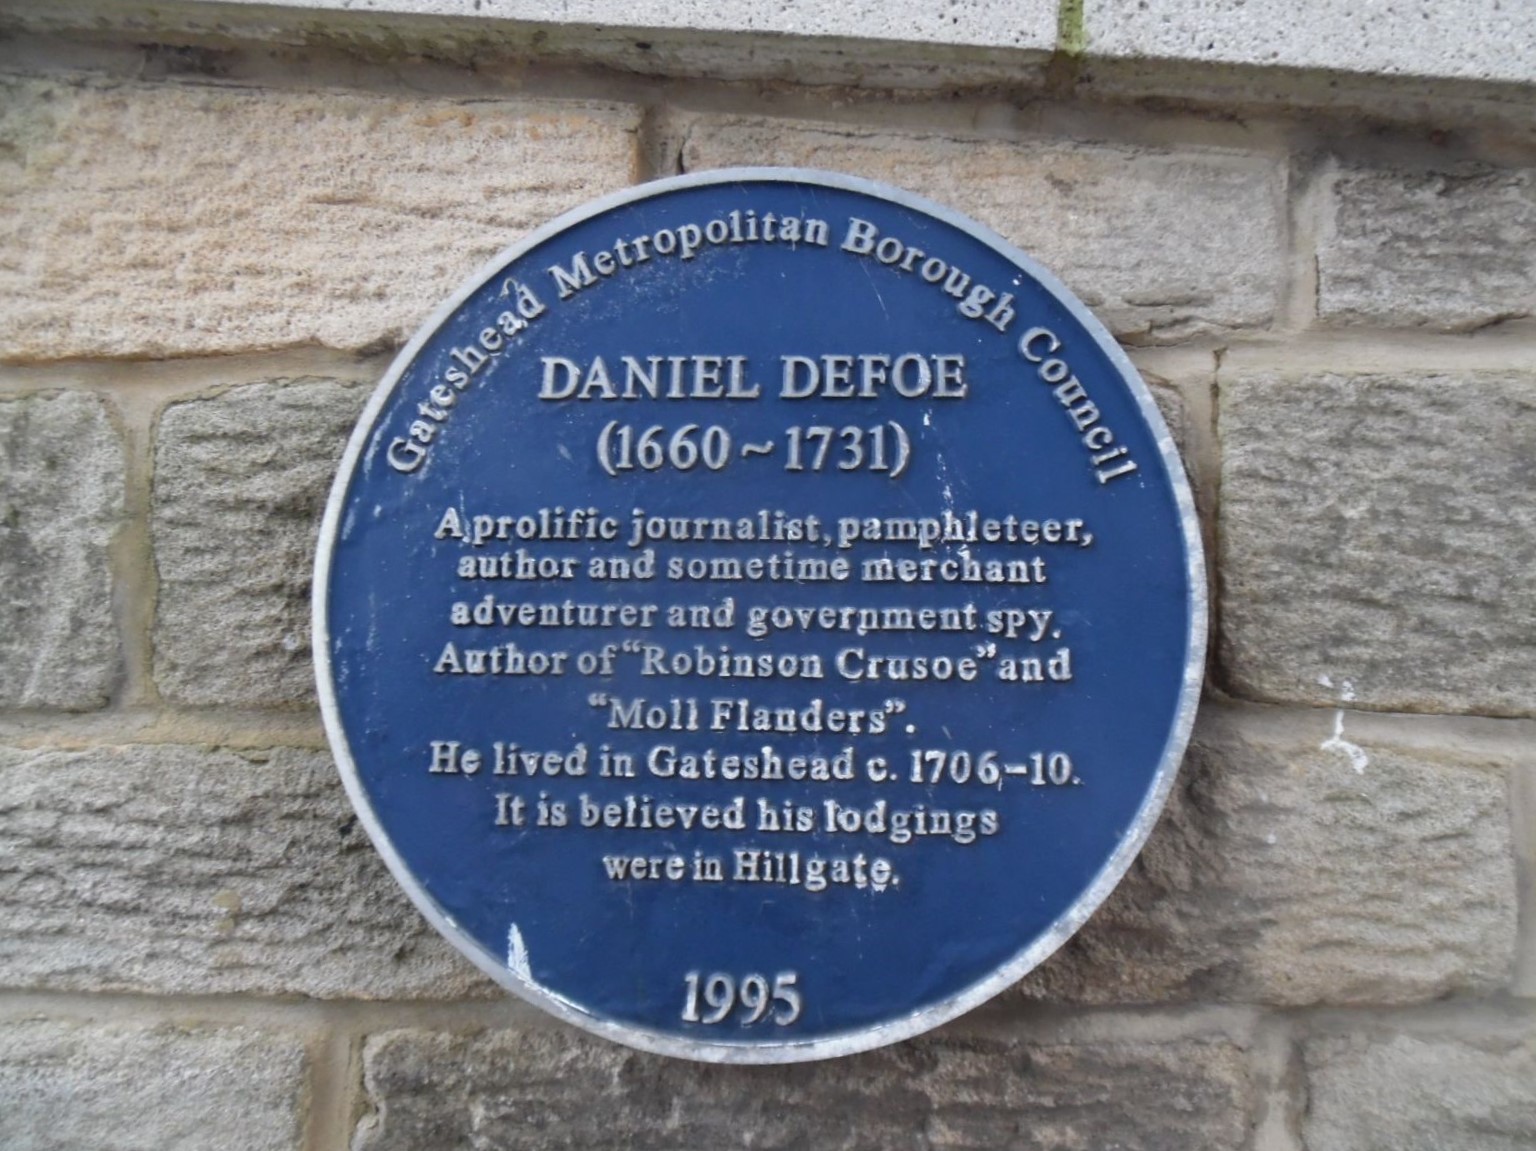 Gateshead Metropolitan Borough Council
DANIEL DEFOE
(1660 ~ 1731)
A prolific journalist, pamphleteer,
author and sometime merchant
adventurer and government spy.
Author of "Robinson Crusoe" and
"Moll Flanders".
He lived in Gateshead c. 1706-10.
It is believed his lodgings
were in Hillgate.
1995